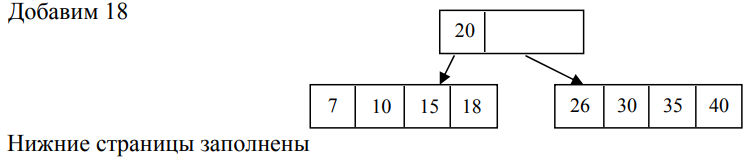 Добавим 18
20
7 10 15 18 26 30 35 40
Нижние страницы заполнены